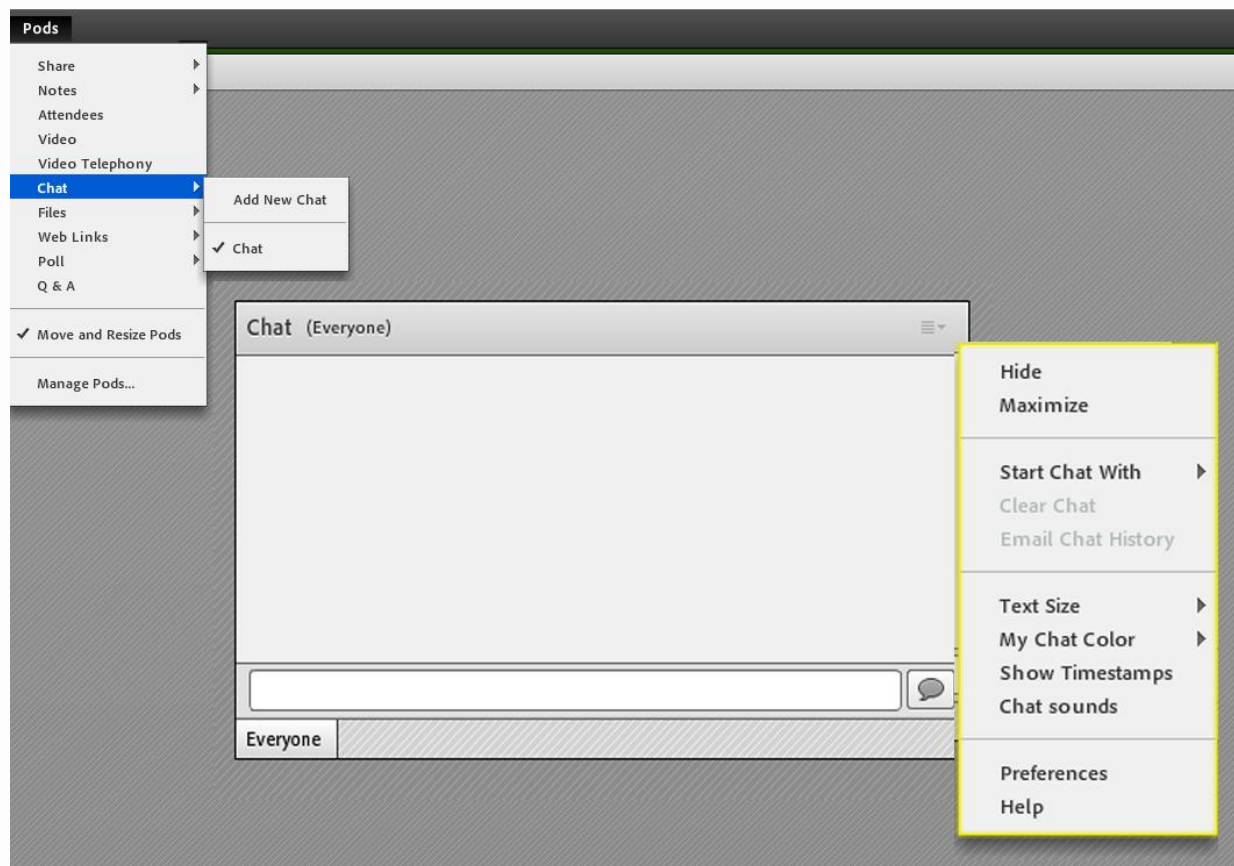 Pods
Share
Notes
Attendees
Video
Video Telephony
Chat
Files
Web Links
Poll
Q & A
Move and Resize Pods
Manage Pods...
Add New Chat
Chat
Chat (Everyone)
Everyone
Hide
Maximize
Start Chat With
Clear Chat
Email Chat History
Text Size
My Chat Color
Show Timestamps
Chat sounds
Preferences
Help